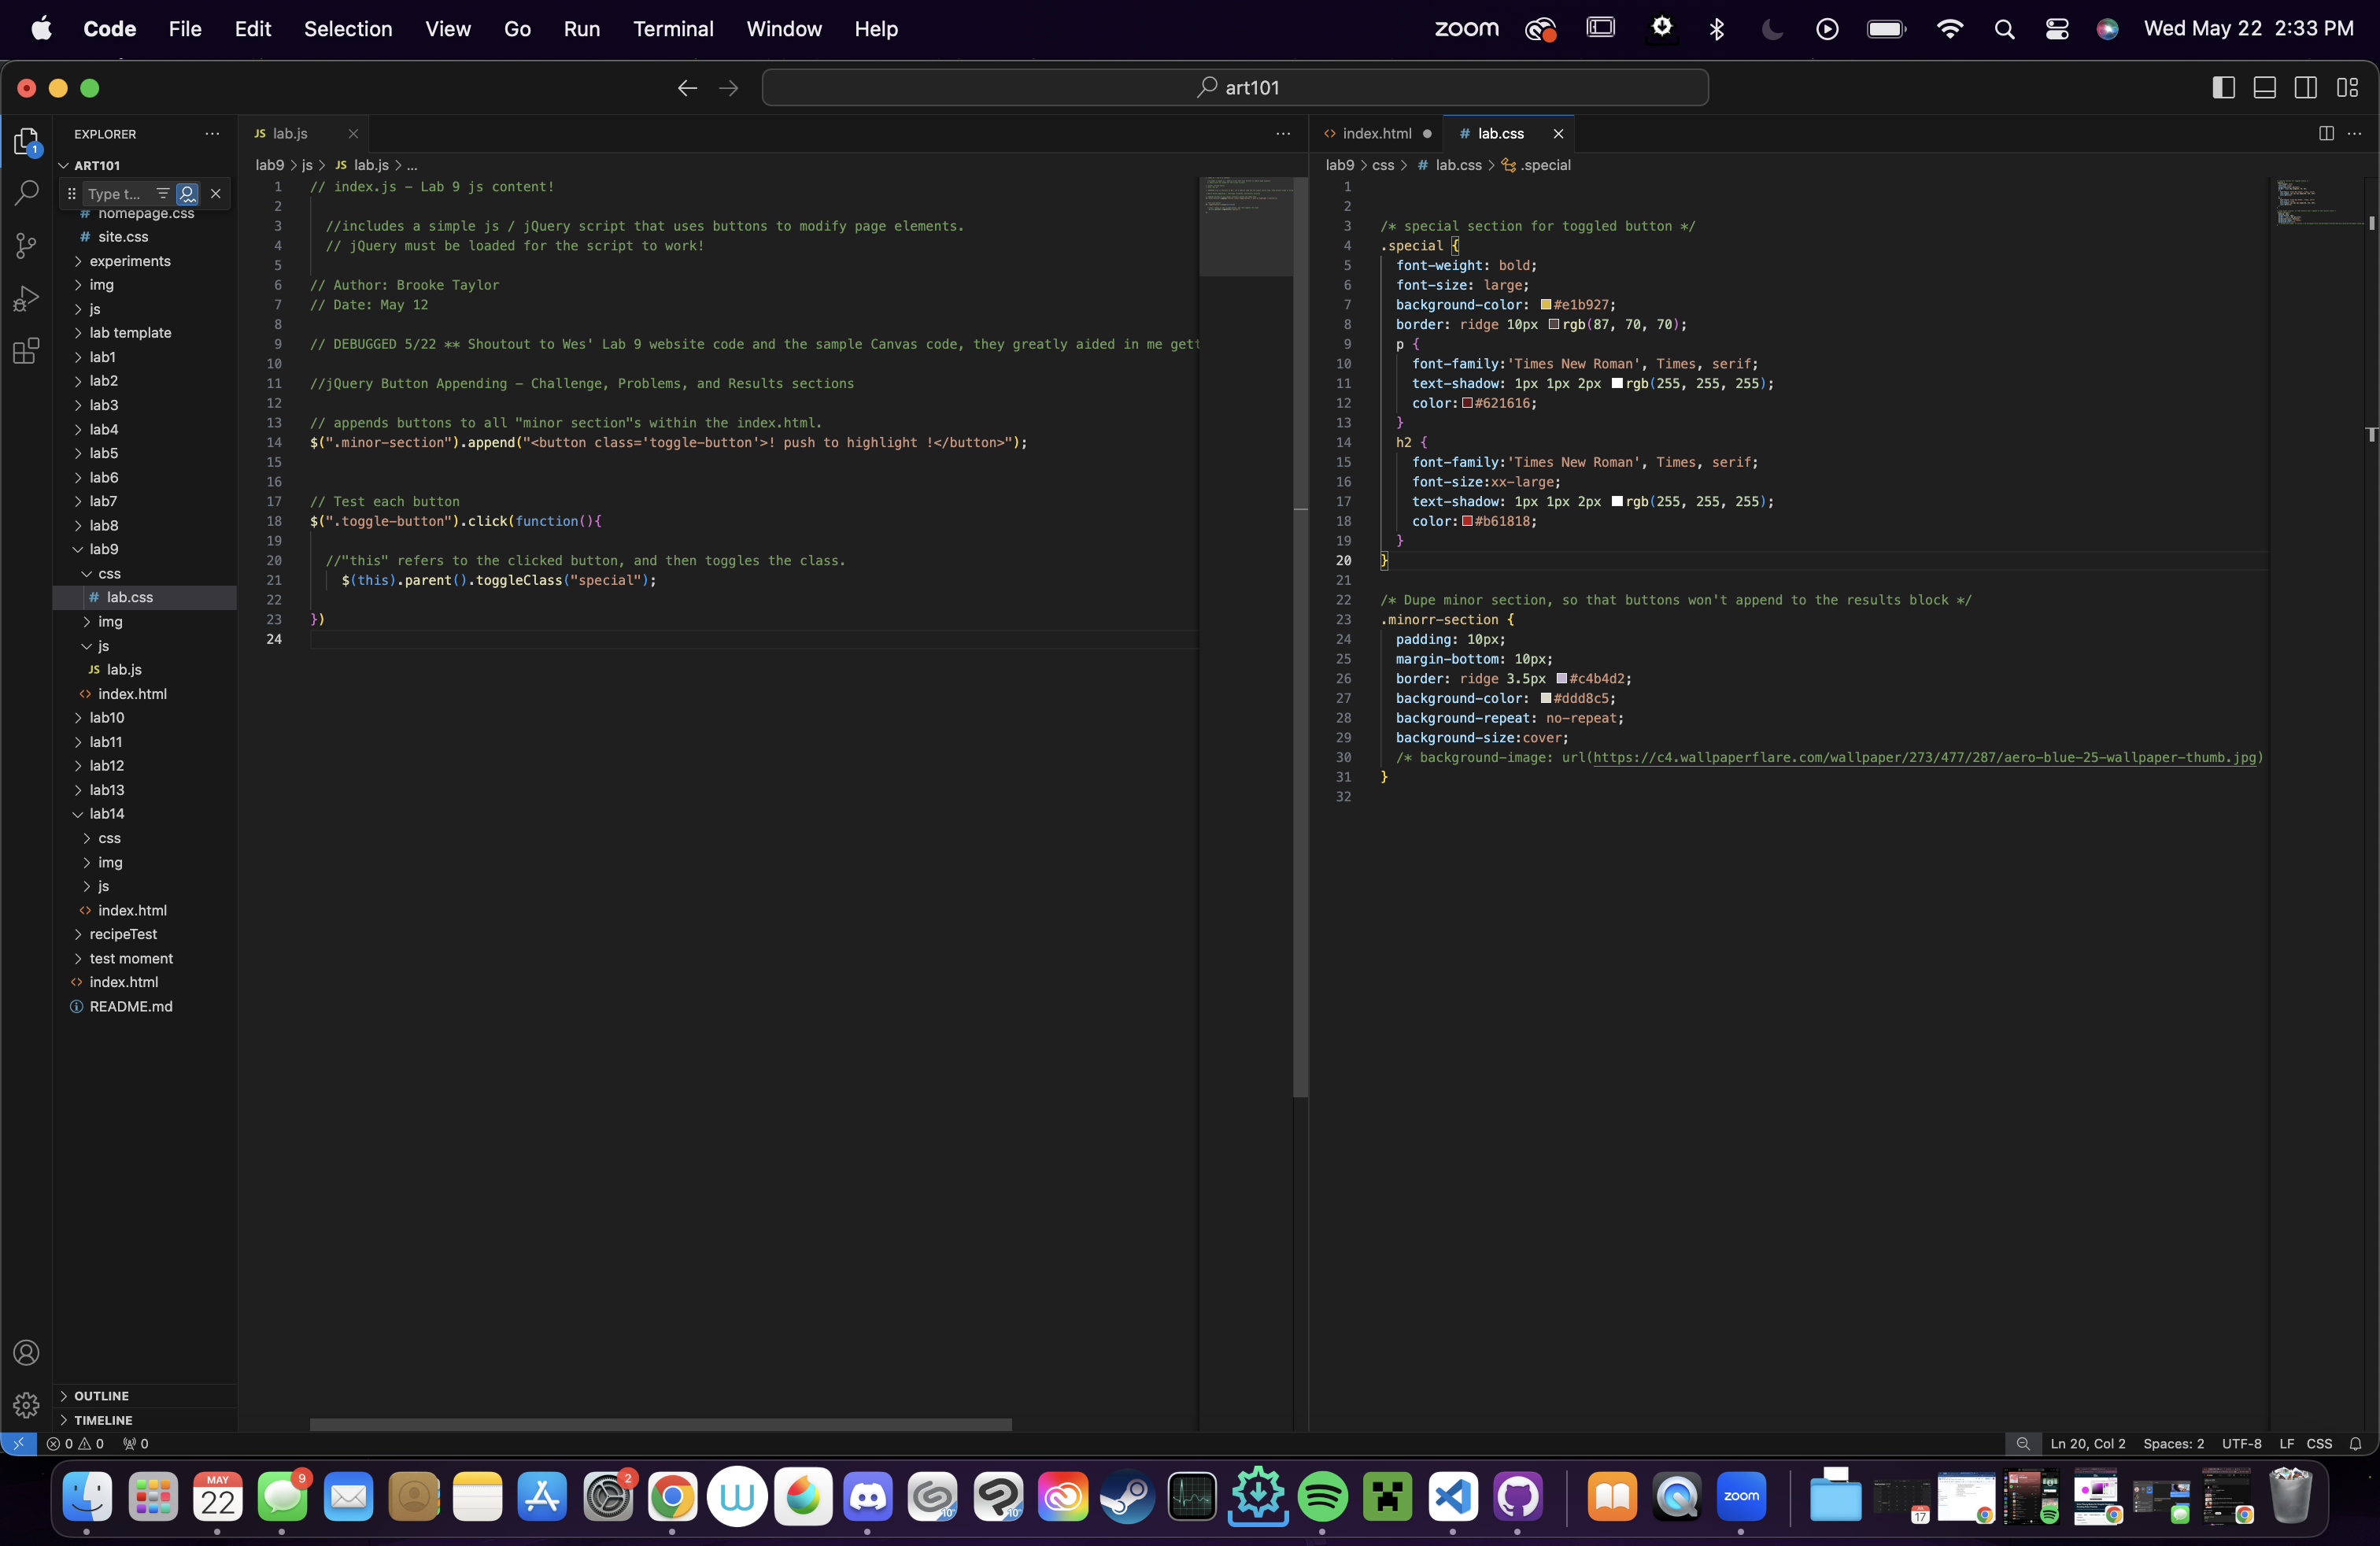 Code File Edit Selection View Go Run Terminal Window Help zoom Wed May 22 2:33 PM
art101
EXPLORER
1
ART101
Type t...
homepage.css
site.css
experiments
img
js
lab template
lab1
lab2
lab3
lab4
lab5
lab6
lab7
lab8
lab9
css
# lab.css
img
js
JS lab.js
<> index.html
lab10
lab11
lab12
lab13
lab14
css
img
js
<> index.html
recipeTest
test moment
<> index.html
README.md
OUTLINE
TIMELINE
JS lab.js
lab9 > js > JS lab.js > ...
1 // index.js - Lab 9 js content!
2
3 //includes a simple js / jQuery script that uses buttons to modify page elements.
4 // jQuery must be loaded for the script to work!
5
6 // Author: Brooke Taylor
7 // Date: May 12
8
9 // DEBUGGED 5/22 ** Shoutout to Wes' Lab 9 website code and the sample Canvas code, they greatly aided in me gett
10
11 //jQuery Button Appending - Challenge, Problems, and Results sections
12
13 // appends buttons to all "minor section"s within the index.html.
14 $(".minor-section").append("<button class='toggle-button'>! push to highlight !</button>");
15
16
17 // Test each button
18 $(".toggle-button").click(function(){
19
20 //"this" refers to the clicked button, and then toggles the class.
21 $(this).parent().toggleClass("special");
22
23 })
24
<> index.html # lab.css
lab9 > css > # lab.css > .special
1
2
3 /* special section for toggled button */
4 .special {
5 font-weight: bold;
6 font-size: large;
7 background-color: #e1b927;
8 border: ridge 10px rgb(87, 70, 70);
9 p {
10 font-family:'Times New Roman', Times, serif;
11 text-shadow: 1px 1px 2px rgb(255, 255, 255);
12 color: #621616;
13 }
14 h2 {
15 font-family:'Times New Roman', Times, serif;
16 font-size:xx-large;
17 text-shadow: 1px 1px 2px rgb(255, 255, 255);
18 color: #b61818;
19 }
20 }
21
22 /* Dupe minor section, so that buttons won't append to the results block */
23 .minorr-section {
24 padding: 10px;
25 margin-bottom: 10px;
26 border: ridge 3.5px #c4b4d2;
27 background-color: #ddd8c5;
28 background-repeat: no-repeat;
29 background-size:cover;
30 /* background-image: url(https://c4.wallpaperflare.com/wallpaper/273/477/287/aero-blue-25-wallpaper-thumb.jpg)
31 }
32
0 0 0 Ln 20, Col 2 Spaces: 2 UTF-8 LF CSS
MAY
22
9
2
zoom
17